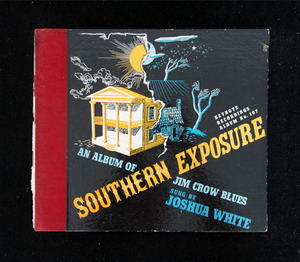 KEYNOTE
RECORDINGS
ALBUM No. 107
AN ALBUM OF
SOUTHERN EXPOSURE
JIM CROW BLUES
SUNG BY
JOSHUA WHITE